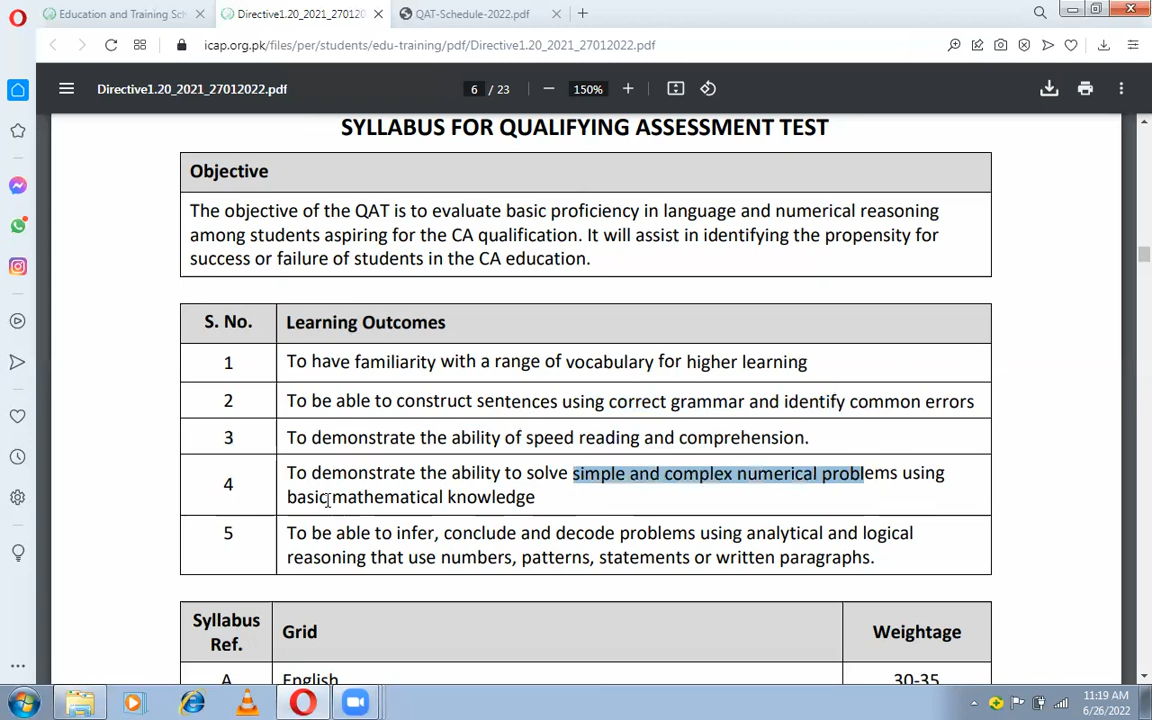 Education and Training Sch
Directive1.20_2021_270120
QAT-Schedule-2022.pdf
icap.org.pk/files/per/students/edu-training/pdf/Directive1.20_2021_27012022.pdf
Directive1.20_2021_27012022.pdf
6 / 23
150%
SYLLABUS FOR QUALIFYING ASSESSMENT TEST
Objective
The objective of the QAT is to evaluate basic proficiency in language and numerical reasoning
among students aspiring for the CA qualification. It will assist in identifying the propensity for
success or failure of students in the CA education.
S. No.
Learning Outcomes
1
To have familiarity with a range of vocabulary for higher learning
2
To be able to construct sentences using correct grammar and identify common errors
3
To demonstrate the ability of speed reading and comprehension.
4
To demonstrate the ability to solve simple and complex numerical problems using
basic mathematical knowledge
5
To be able to infer, conclude and decode problems using analytical and logical
reasoning that use numbers, patterns, statements or written paragraphs.
Syllabus
Ref.
Grid
Weightage
A
English
30-35
11:19 AM
6/26/2022